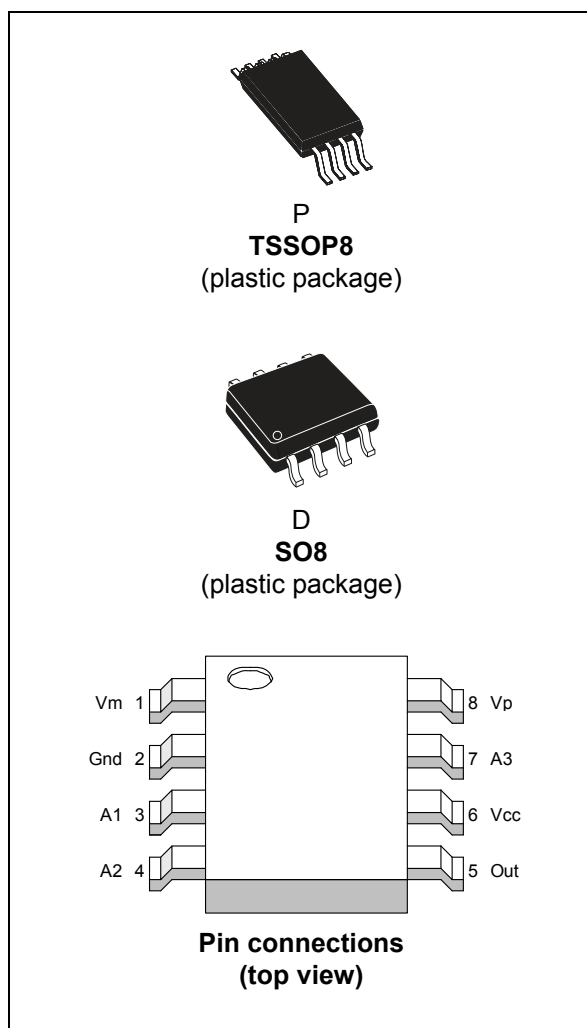 P
TSSOP8
(plastic package)
D
SO8
(plastic package)
Vm 1
8 Vp
Gnd 2
7 A3
A1 3
6 Vcc
A2 4
5 Out
Pin connections
(top view)